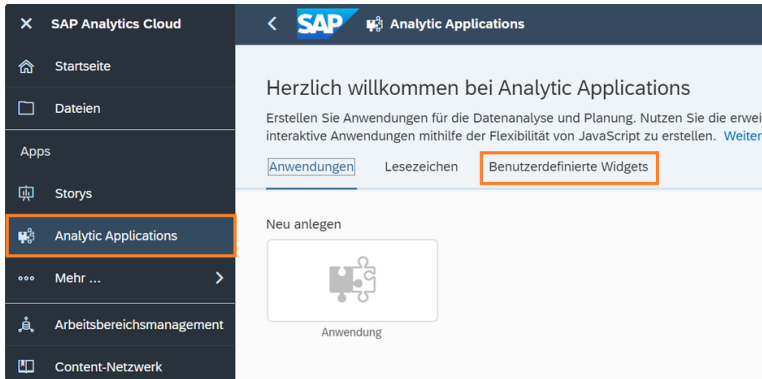 SAP Analytics Cloud
Startseite
Dateien
Apps
Storys
Analytic Applications
Mehr ...
Arbeitsbereichsmanagement
Content-Netzwerk
SAP Analytic Applications
Herzlich willkommen bei Analytic Applications
Erstellen Sie Anwendungen für die Datenanalyse und Planung. Nutzen Sie die erwei
interaktive Anwendungen mithilfe der Flexibilität von JavaScript zu erstellen. Weiter
Anwendungen Lesezeichen Benutzerdefinierte Widgets
Neu anlegen
Anwendung